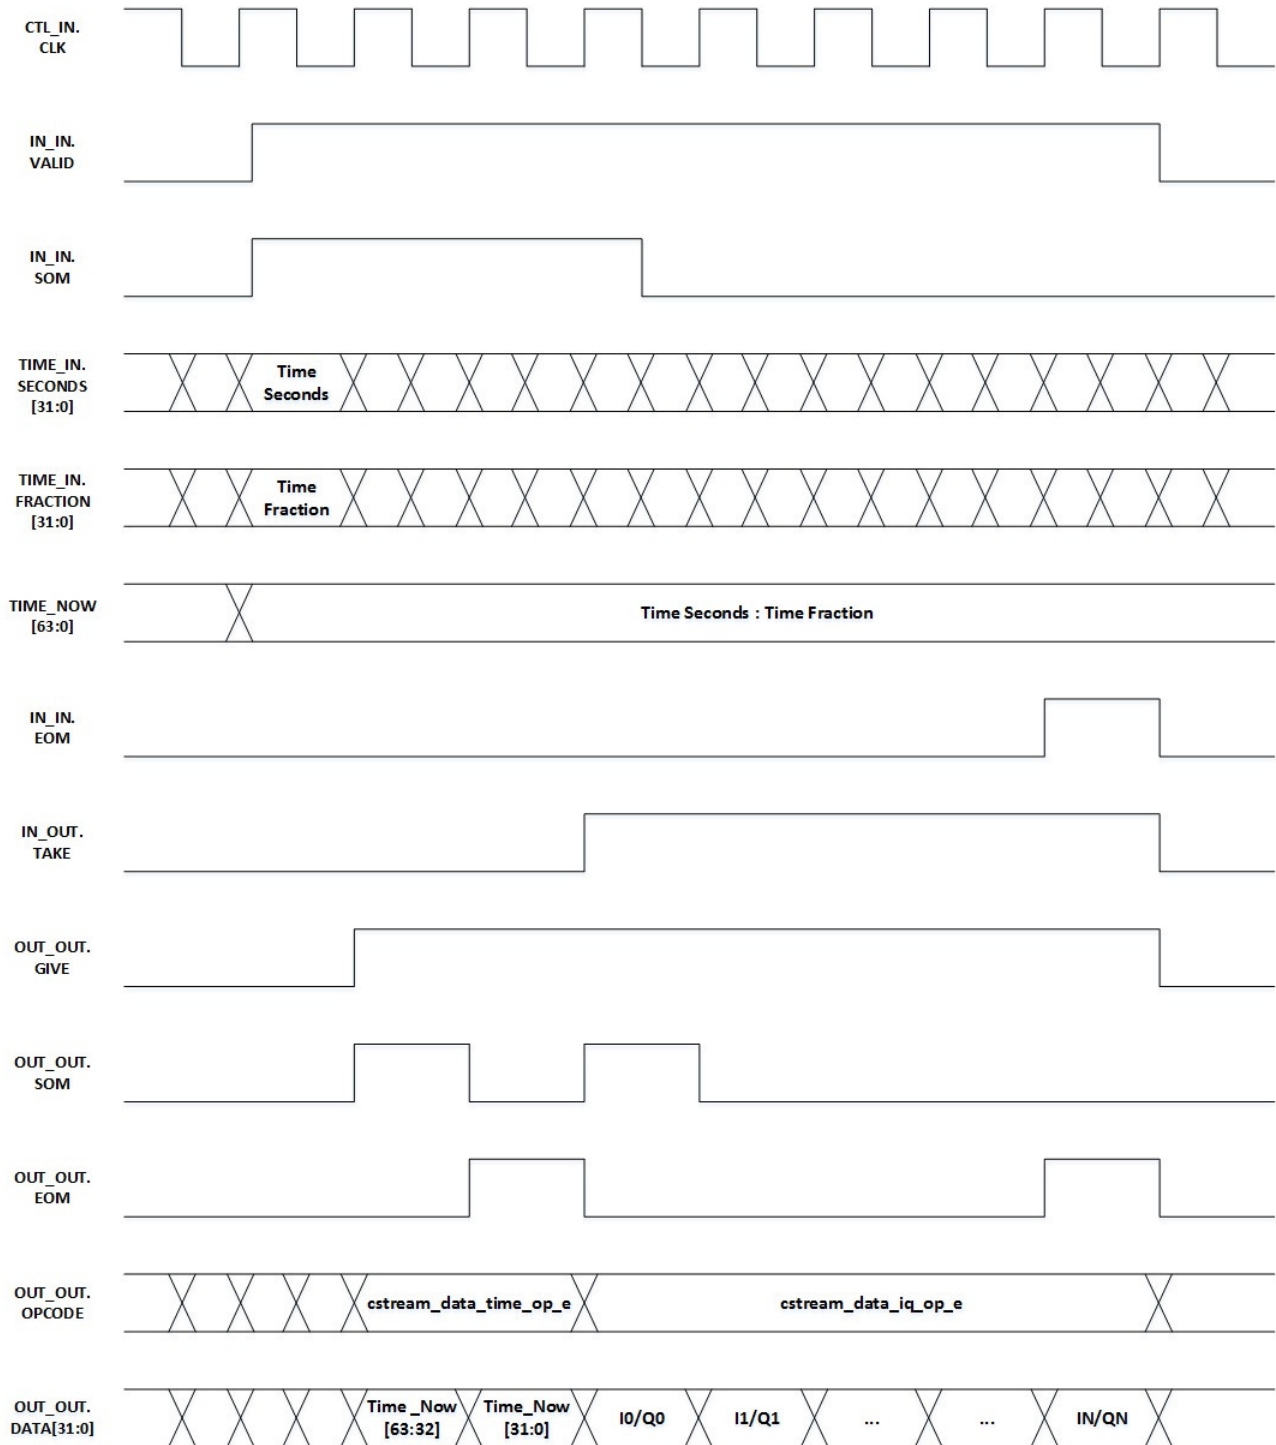 CTL_IN.
CLK
IN_IN.
VALID
IN_IN.
SOM
TIME_IN.
SECONDS
[31:0]
Time
Seconds
TIME_IN.
FRACTION
[31:0]
Time
Fraction
TIME_NOW
[63:0]
Time Seconds : Time Fraction
IN_IN.
EOM
IN_OUT.
TAKE
OUT_OUT.
GIVE
OUT_OUT.
SOM
OUT_OUT.
EOM
OUT_OUT.
OPCODE
cstream_data_time_op_e
cstream_data_iq_op_e
OUT_OUT.
DATA[31:0]
Time _Now
[63:32]
Time_Now
[31:0]
I0/Q0
I1/Q1
...
...
IN/QN